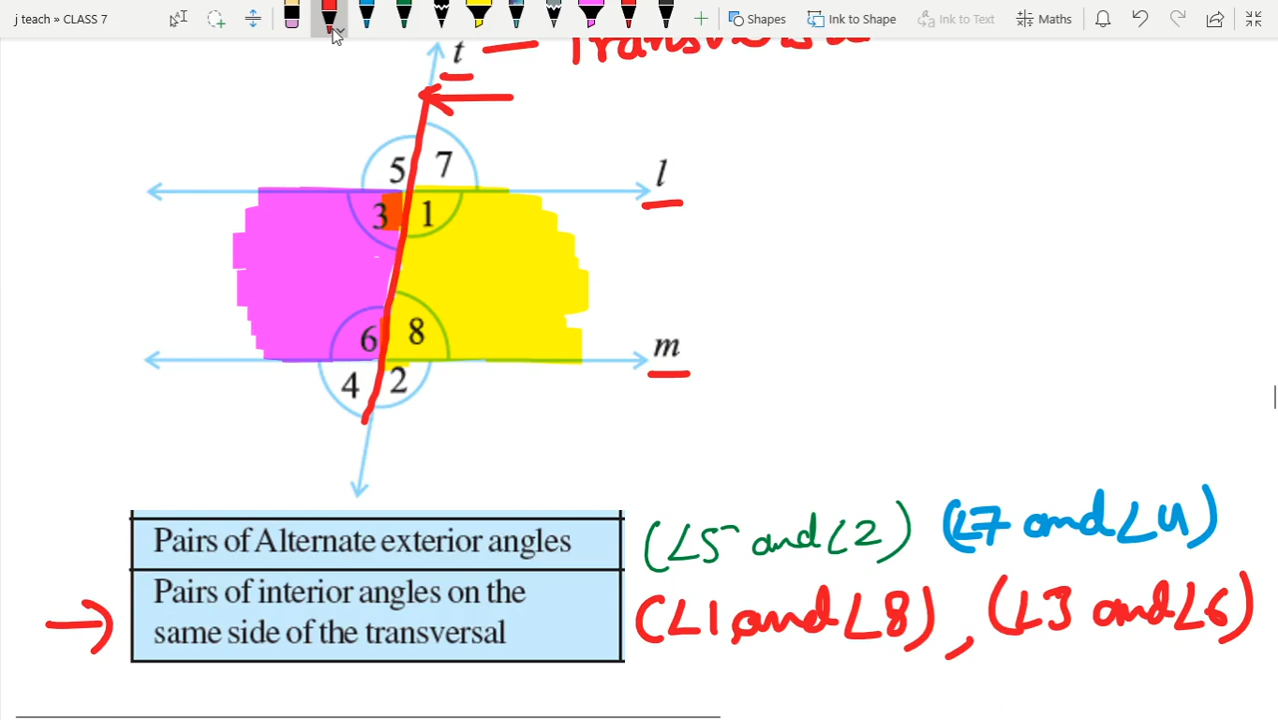 j teach » CLASS 7
Shapes Ink to Shape Ink to Text Maths
t — Transversal
5 7
l
3 1
6 8
m
4 2
Pairs of Alternate exterior angles (∠5 and ∠2) (∠7 and ∠4)
Pairs of interior angles on the
same side of the transversal (∠1 and ∠8), (∠3 and ∠6)